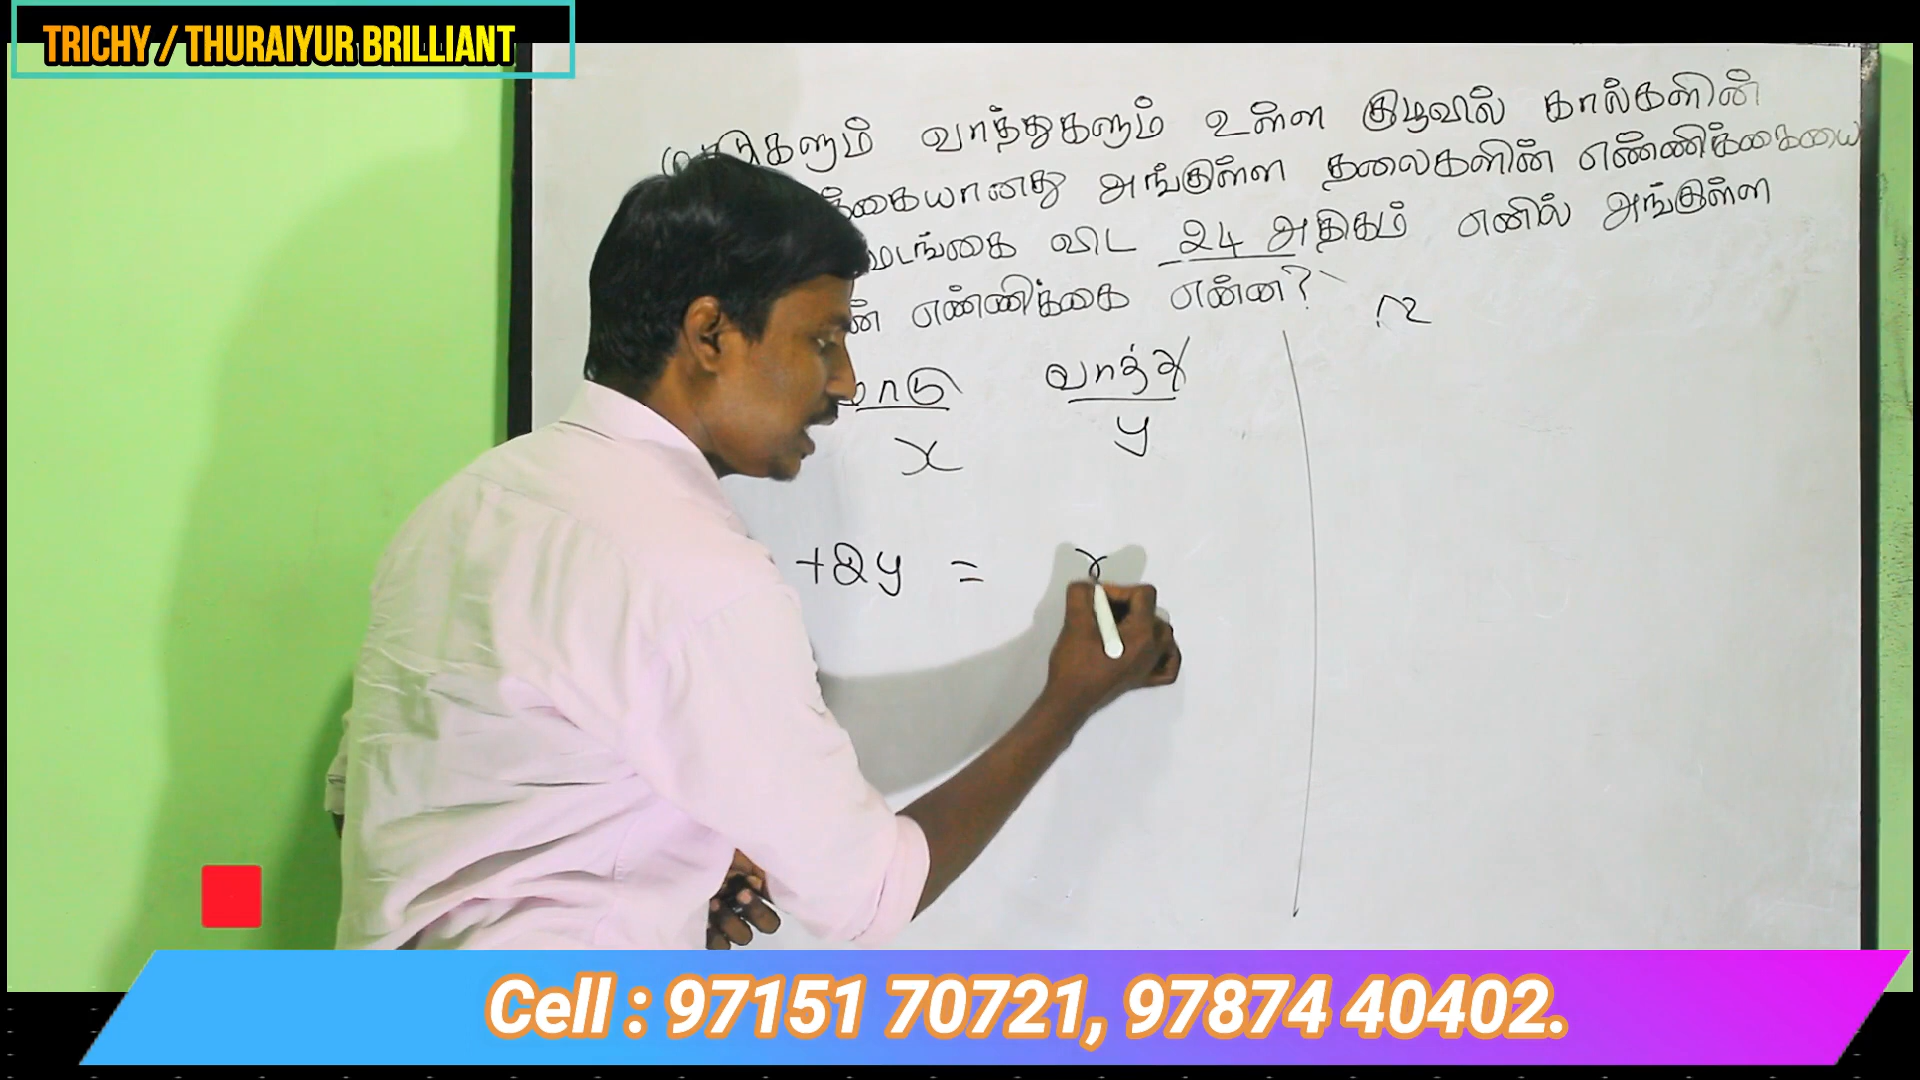 TRICHY / THURAIYUR BRILLIANT
மாடுகளும் வாத்துகளும் உள்ள குழுவில் கால்களின்
க்கையானது அங்குள்ள தலைகளின் எண்ணிக்கையை
மடங்கை விட 24 அதிகம் எனில் அங்குள்ள
ன் எண்ணிக்கை என்ன?
12
மாடு வாத்து
x y
+2y = x
Cell : 97151 70721, 97874 40402.